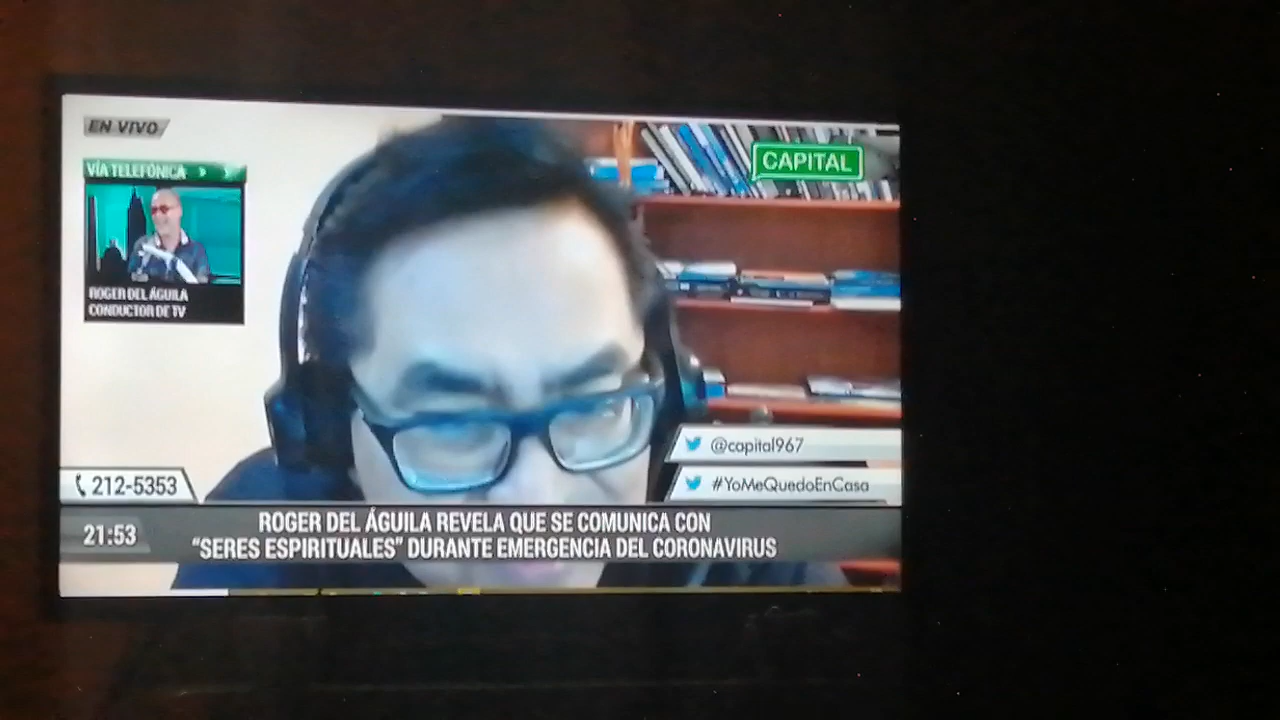 EN VIVO
VÍA TELEFÓNICA
CAPITAL
ROGER DEL ÁGUILA
CONDUCTOR DE TV
@capital967
212-5353
#YoMeQuedoEnCasa
21:53
ROGER DEL ÁGUILA REVELA QUE SE COMUNICA CON
“SERES ESPIRITUALES” DURANTE EMERGENCIA DEL CORONAVIRUS